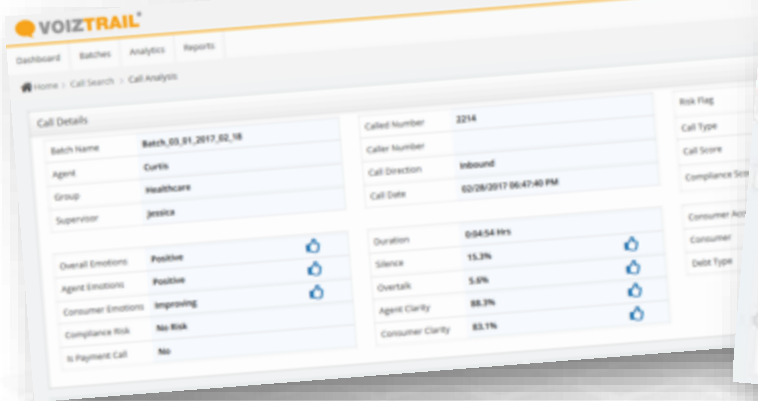 VOIZTRAIL
Dashboard Batches Analytics Reports
Home > Call Search > Call Analysis
Call Details
Batch Name Batch_03_01_2017_02_18
Agent Curtis
Group Healthcare
Supervisor Jessica
Called Number 2214
Caller Number
Call Direction Inbound
Call Date 02/28/2017 06:47:40 PM
Risk Flag
Call Type
Call Score
Compliance
Overall Emotions Positive
Agent Emotions Positive
Consumer Emotions Improving
Compliance Risk No Risk
Is Payment Call No
Duration 0:04:54 Hrs
Silence 15.3%
Overtalk 5.6%
Agent Clarity 88.3%
Consumer Clarity 83.1%
Consumer
Consumer
Debt Type